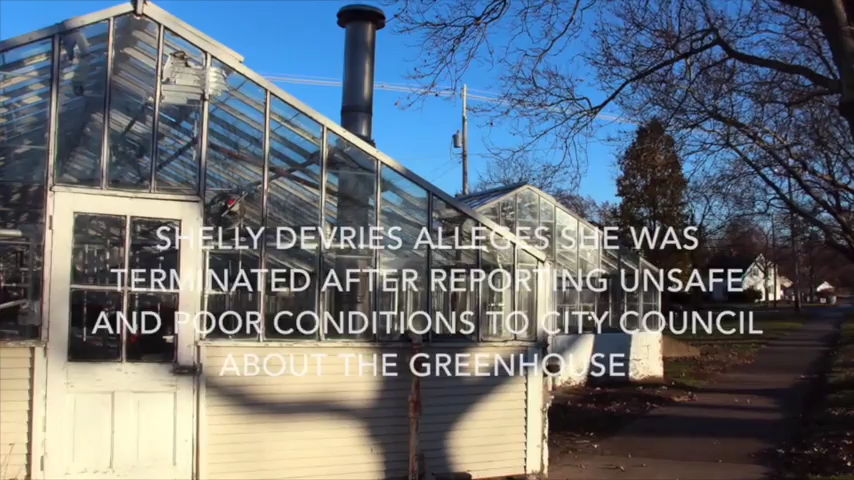 SHELLY DEVRIES ALLEGES SHE WAS
TERMINATED AFTER REPORTING UNSAFE
AND POOR CONDITIONS TO CITY COUNCIL
ABOUT THE GREENHOUSE